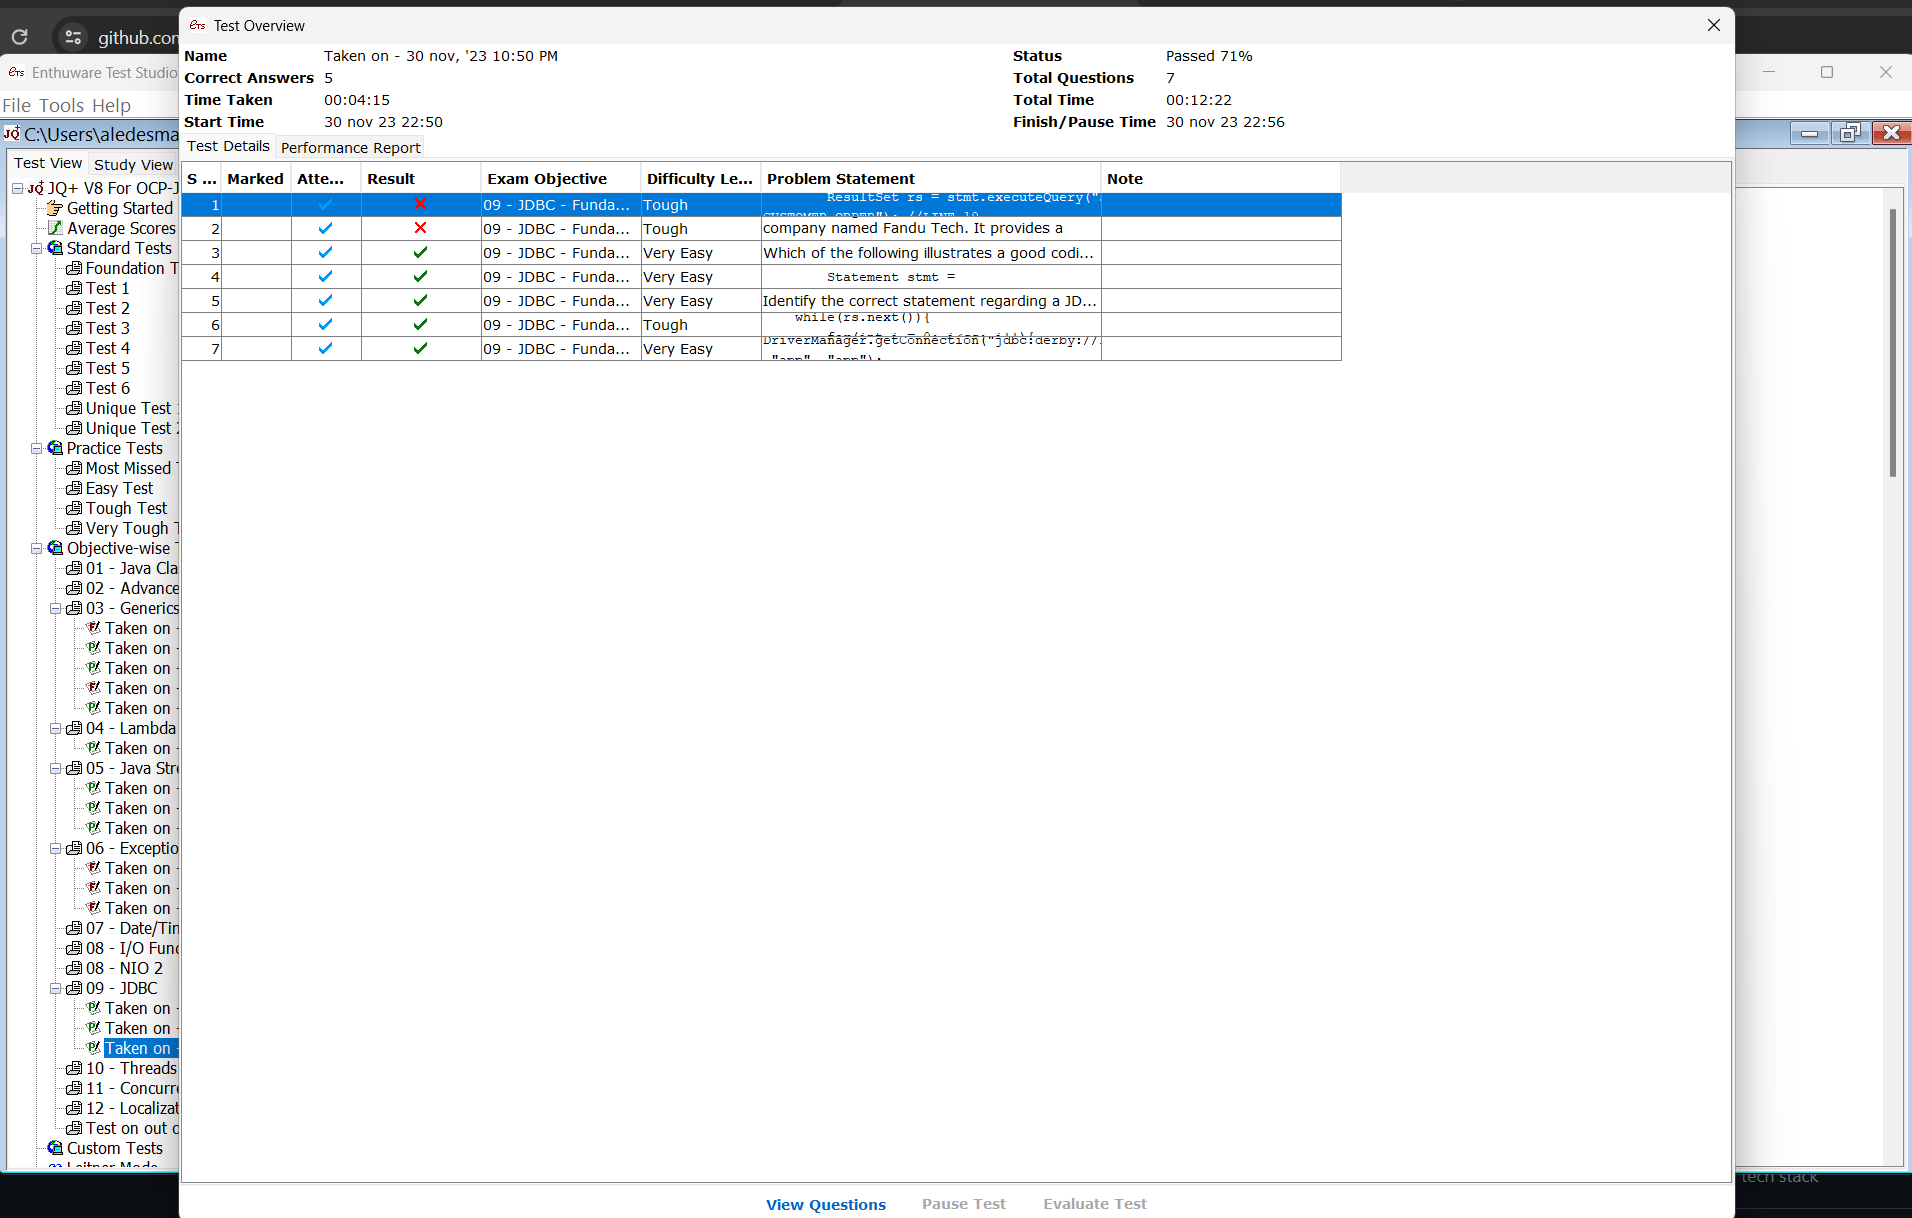 github.com
Enthuware Test Studio
File Tools Help
C:\Users\aledesma
Test View Study View
JQ+ V8 For OCP-J
Getting Started
Average Scores
Standard Tests
Foundation T
Test 1
Test 2
Test 3
Test 4
Test 5
Test 6
Unique Test
Unique Test 2
Practice Tests
Most Missed
Easy Test
Tough Test
Very Tough T
Objective-wise
01 - Java Cla
02 - Advance
03 - Generics
Taken on -
Taken on -
Taken on -
Taken on -
Taken on -
04 - Lambda
Taken on -
05 - Java Stre
Taken on -
Taken on -
Taken on -
06 - Exceptio
Taken on -
Taken on -
Taken on -
07 - Date/Tim
08 - I/O Fund
08 - NIO 2
09 - JDBC
Taken on -
Taken on -
Taken on -
10 - Threads
11 - Concurre
12 - Localizat
Test on out o
Custom Tests
Leitner Mode
Test Overview
Name Taken on - 30 nov, '23 10:50 PM Status Passed 71%
Correct Answers 5 Total Questions 7
Time Taken 00:04:15 Total Time 00:12:22
Start Time 30 nov 23 22:50 Finish/Pause Time 30 nov 23 22:56
Test Details Performance Report
S ... Marked Atte... Result Exam Objective Difficulty Le... Problem Statement Note
1 09 - JDBC - Funda... Tough ResultSet rs = stmt.executeQuery("
CUSTOMER_ORDER"); //LINE 10
2 09 - JDBC - Funda... Tough company named Fandu Tech. It provides a
3 09 - JDBC - Funda... Very Easy Which of the following illustrates a good codi...
4 09 - JDBC - Funda... Very Easy Statement stmt =
5 09 - JDBC - Funda... Very Easy Identify the correct statement regarding a JD...
6 09 - JDBC - Funda... Tough while(rs.next()){
7 09 - JDBC - Funda... Very Easy DriverManager.getConnection("jdbc:derby://
"app", "app");
View Questions Pause Test Evaluate Test
tech stack